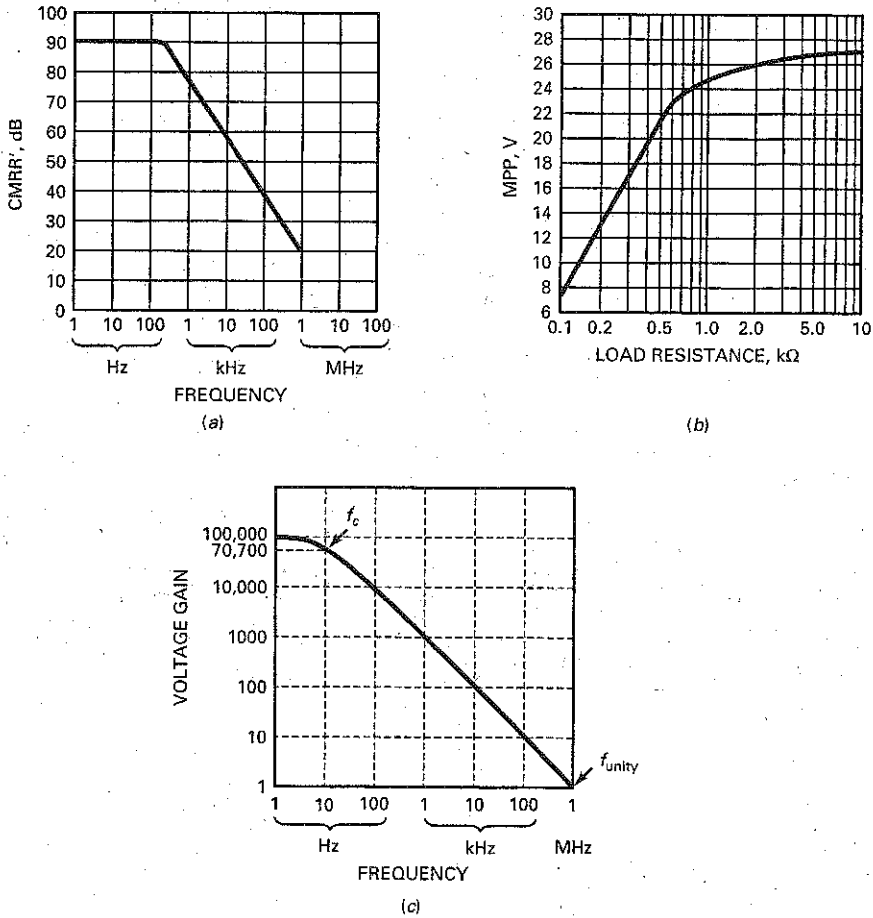 CMRR', dB
100
90
80
70
60
50
40
30
20
10
0
1 10 100 1 10 100 1 10 100
Hz kHz MHz
FREQUENCY
(a)
MPP, V
30
28
26
24
22
20
18
16
14
12
10
8
6
0.1 0.2 0.5 1.0 2.0 5.0 10
LOAD RESISTANCE, kΩ
(b)
VOLTAGE GAIN
100,000
70,700
10,000
1000
100
10
1
fc
funity
1 10 100 1 10 100 1
Hz kHz MHz
FREQUENCY
(c)